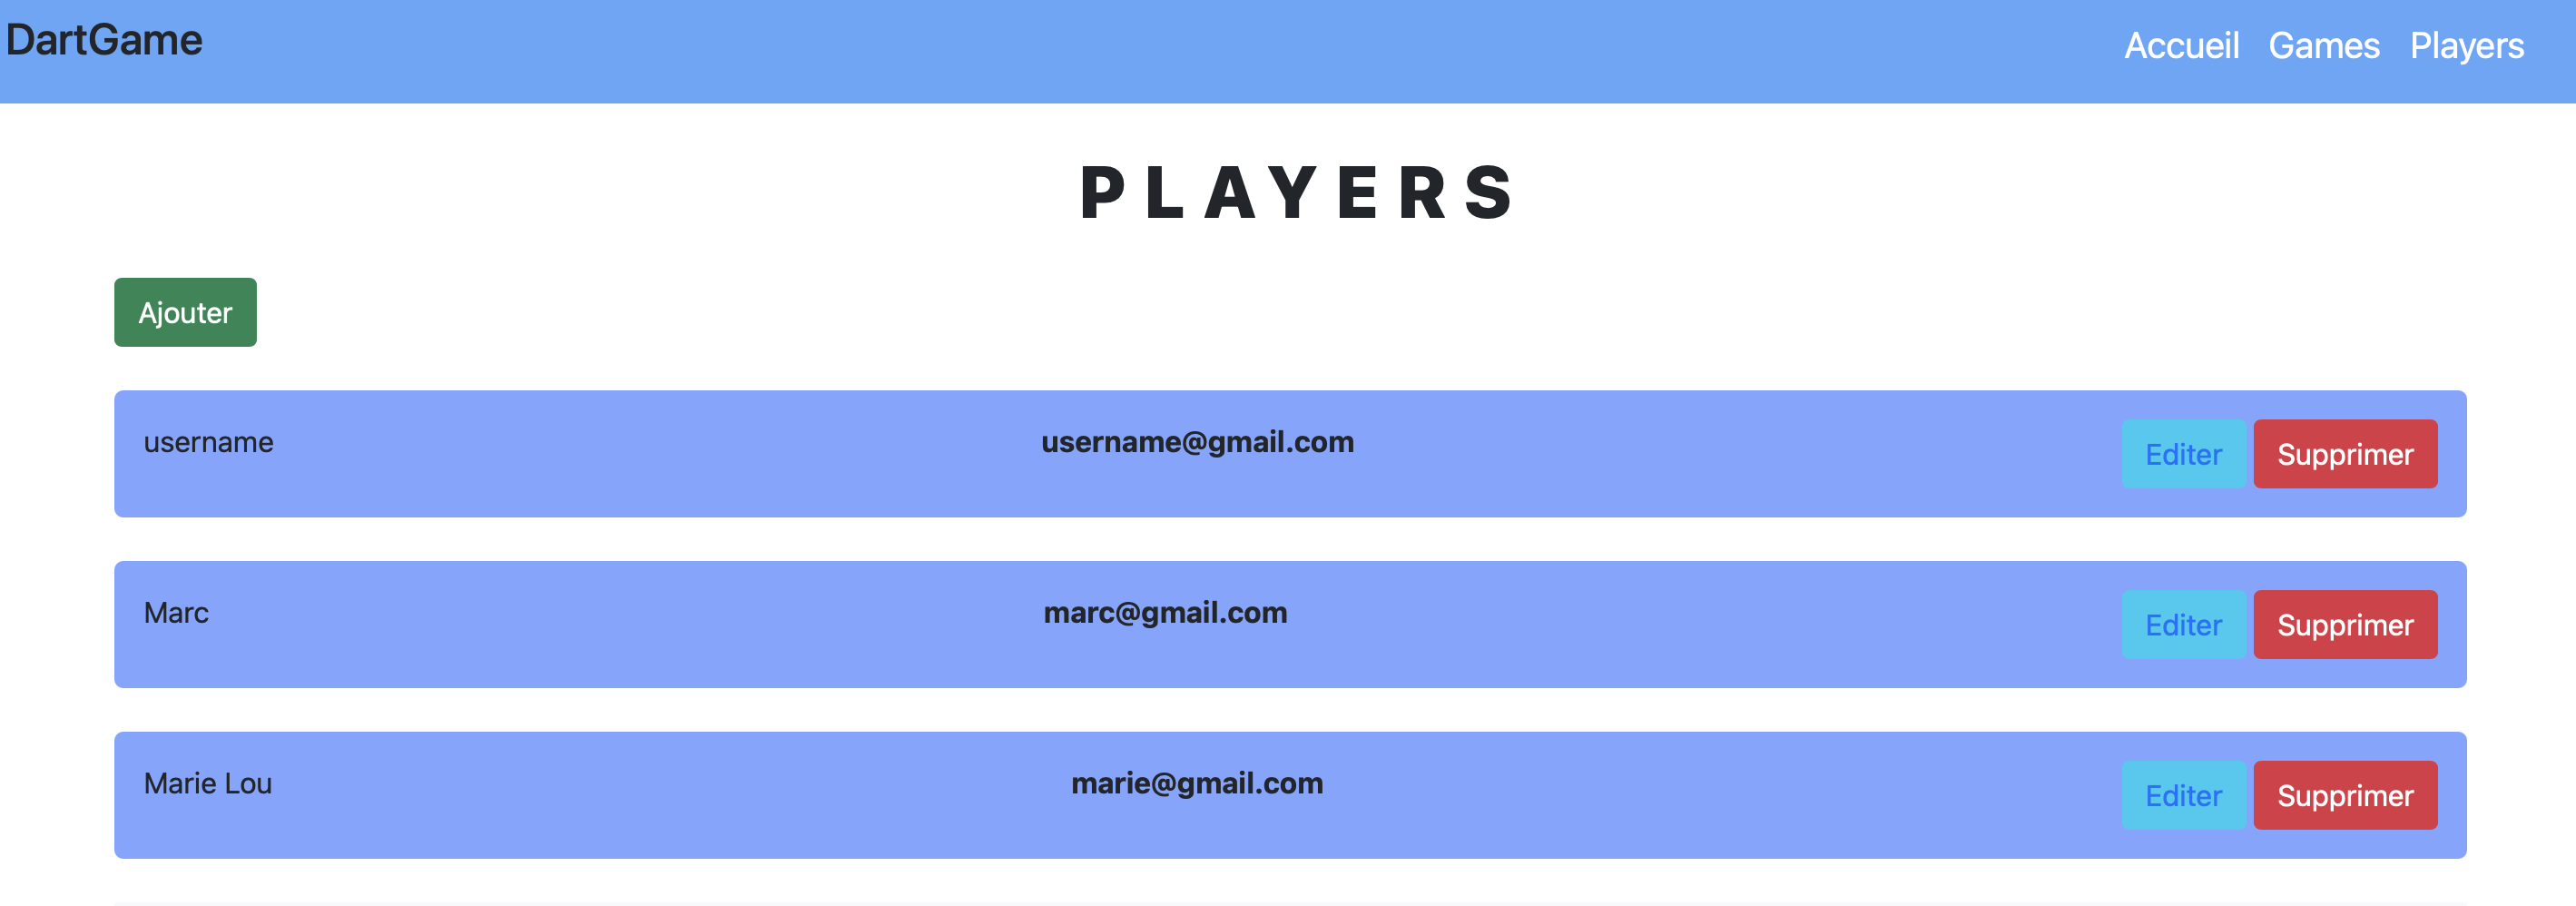 DartGame Accueil Games Players
PLAYERS
Ajouter
username username@gmail.com Editer Supprimer
Marc marc@gmail.com Editer Supprimer
Marie Lou marie@gmail.com Editer Supprimer